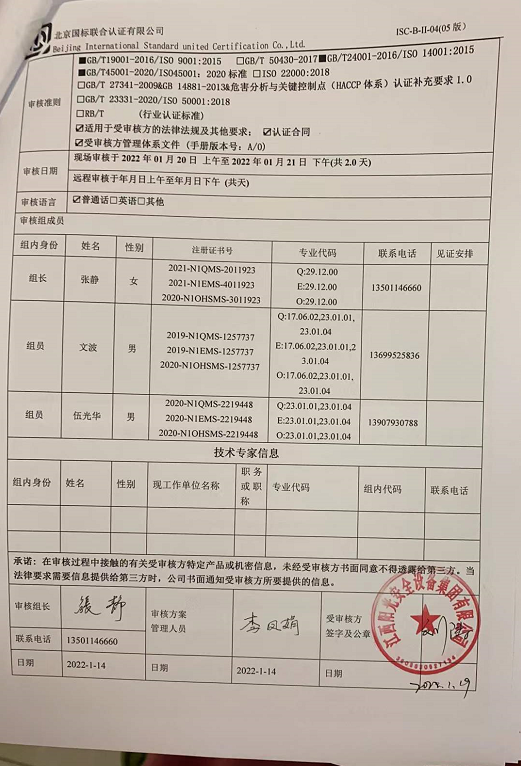 北京国标联合认证有限公司
ISC-B-II-04(05 版)
Beijing International Standard united Certification Co., Ltd.
审核准则
■GB/T19001-2016/ISO 9001:2015 □GB/T 50430-2017■GB/T24001-2016/ISO 14001:2015
■GB/T45001-2020/ISO45001：2020 标准 □ISO 22000:2018
□GB/T 27341-2009&GB 14881-2013&危害分析与关键控制点（HACCP 体系）认证补充要求 1.0
□GB/T 23331-2020/ISO 50001:2018
□RB/T （行业认证标准）
☑适用于受审核方的法律法规及其他要求；☑认证合同
☑受审核方管理体系文件（手册版本号：A/0）
审核日期
现场审核于 2022 年 01 月 20 日 上午至 2022 年 01 月 21 日 下午(共 2.0 天)
远程审核于年月日上午至年月日下午 (共天)
审核语言
☑普通话□英语□其他
审核组成员
组内身份 姓名 性别 注册证书号 专业代码 联系电话 见证安排
组长 张静 女 2021-N1QMS-2011923 Q:29.12.00 13501146660
2021-N1EMS-4011923 E:29.12.00
2020-N1OHSMS-3011923 O:29.12.00
组员 文波 男 2019-N1QMS-1257737 Q:17.06.02,23.01.01, 13699525836
23.01.04
2019-N1EMS-1257737 E:17.06.02,23.01.01,2
3.01.04
2020-N1OHSMS-1257737 O:17.06.02,23.01.01,
23.01.04
组员 伍光华 男 2020-N1QMS-2219448 Q:23.01.01,23.01.04 13907930788
2020-N1EMS-2219448 E:23.01.01,23.01.04
2020-N1OHSMS-2219448 O:23.01.01,23.01.04
技术专家信息
组内身份 姓名 性别 现工作单位名称 职务或职称 专业代码 组内代码 联系电话
承诺：在审核过程中接触的有关受审核方特定产品或机密信息，未经受审核方书面同意不得透露给第三方。当
法律要求需要信息提供给第三方时，公司书面通知受审核方所要提供的信息。
审核组长 張静 审核方案管理人员 李凤娟 受审核方签字及公章
江西阳光安全设备集团有限公司
联系电话 13501146660
日期 2022-1-14 日期 2022-1-14 日期 2022.1.19